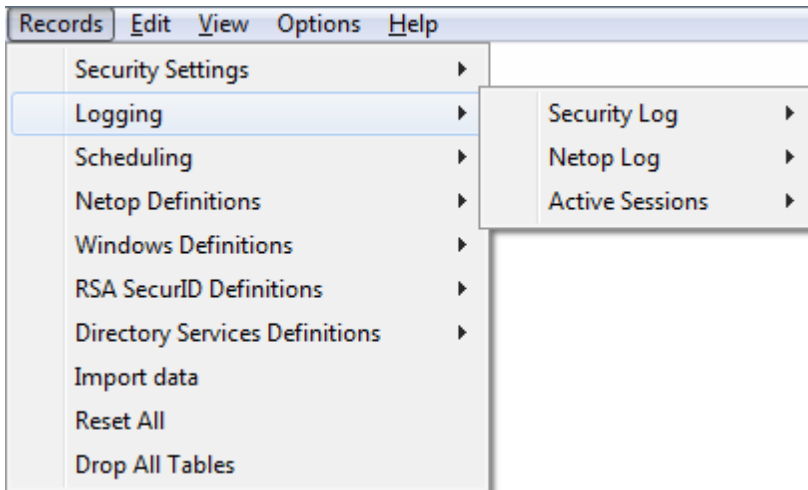 Records Edit View Options Help
Security Settings
Logging
Scheduling
Netop Definitions
Windows Definitions
RSA SecurID Definitions
Directory Services Definitions
Import data
Reset All
Drop All Tables
Security Log
Netop Log
Active Sessions